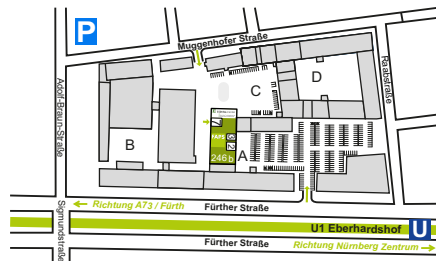 P
Muggenhofer Straße
Adolf-Braun-Straße
Raabstraße
D
C
B
A
246 b
Richtung A73 / Fürth
Fürther Straße
Sigmundstraße
U1 Eberhardshof
U
Fürther Straße
Richtung Nürnberg Zentrum